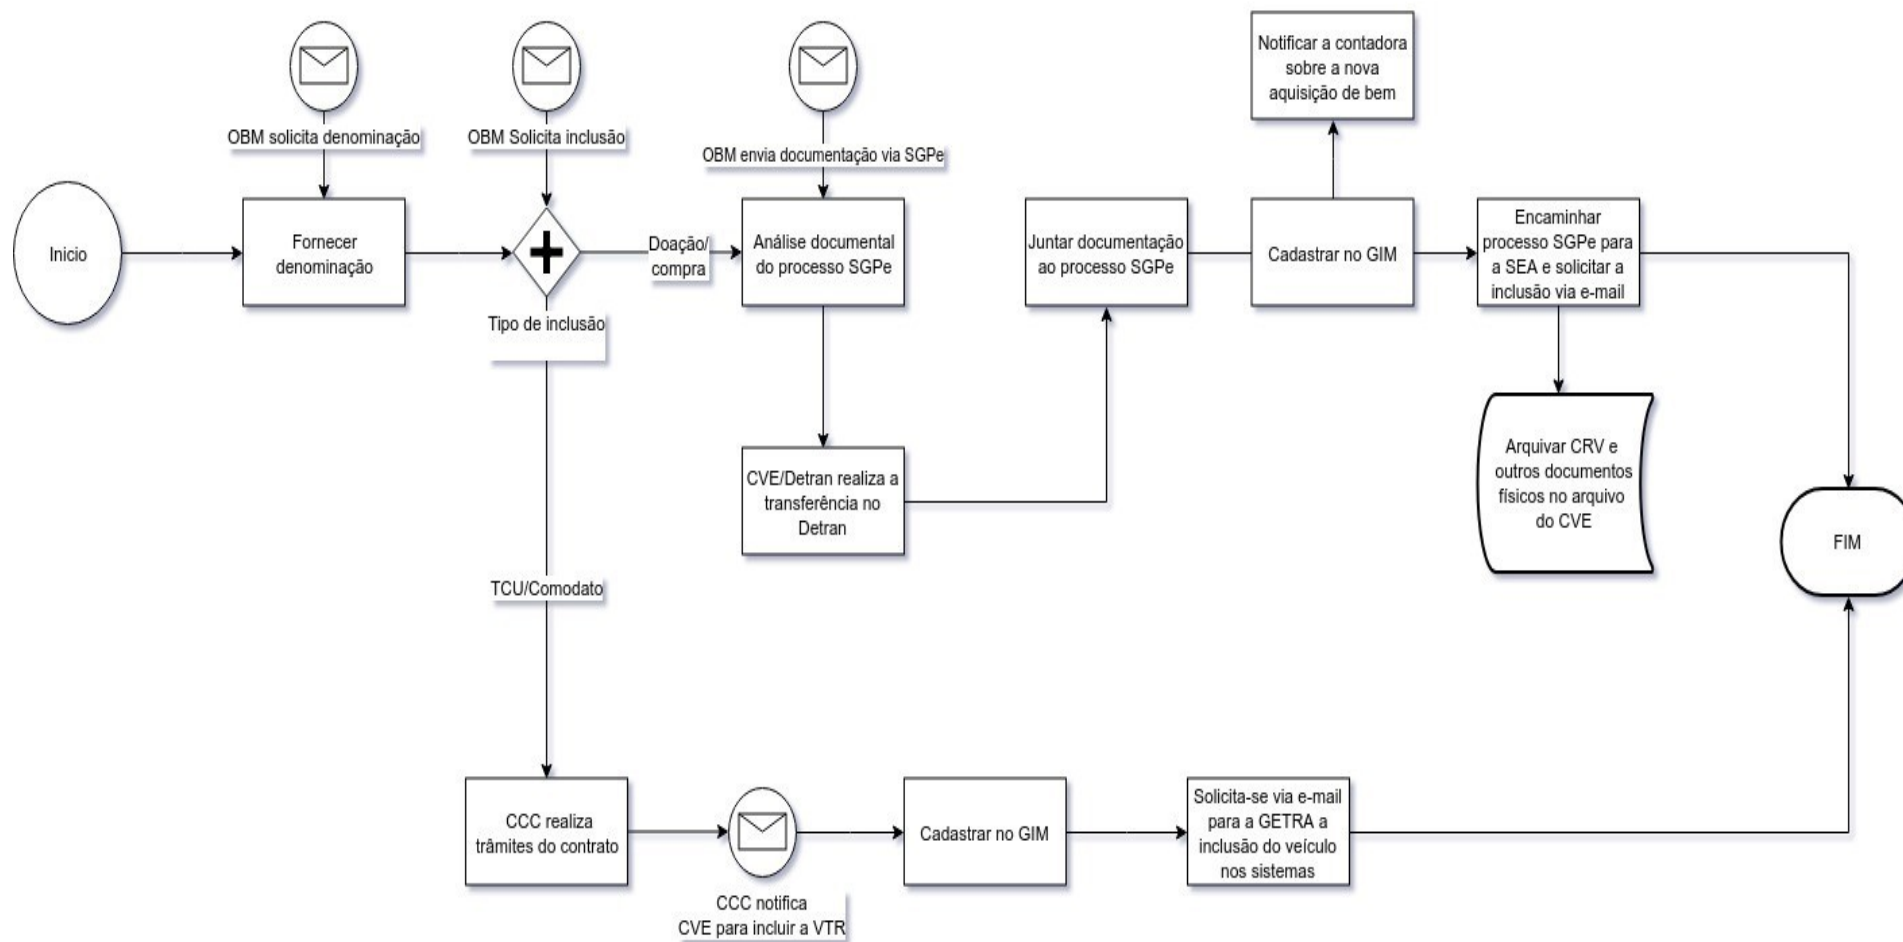 Notificar a contadora
sobre a nova
aquisição de bem
OBM solicita denominação
OBM Solicita inclusão
OBM envia documentação via SGPe
Inicio
Fornecer
denominação
Doação/
compra
Análise documental
do processo SGPe
Juntar documentação
ao processo SGPe
Cadastrar no GIM
Encaminhar
processo SGPe para
a SEA e solicitar a
inclusão via e-mail
Tipo de inclusão
CVE/Detran realiza a
transferência no
Detran
Arquivar CRV e
outros documentos
físicos no arquivo
do CVE
FIM
TCU/Comodato
CCC realiza
trâmites do contrato
CCC notifica
CVE para incluir a VTR
Cadastrar no GIM
Solicita-se via e-mail
para a GETRA a
inclusão do veículo
nos sistemas